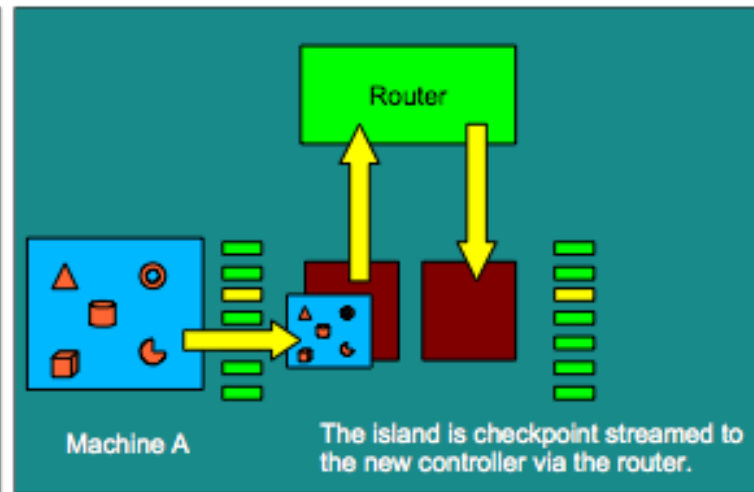 Router
Machine A
The island is checkpoint streamed to
the new controller via the router.